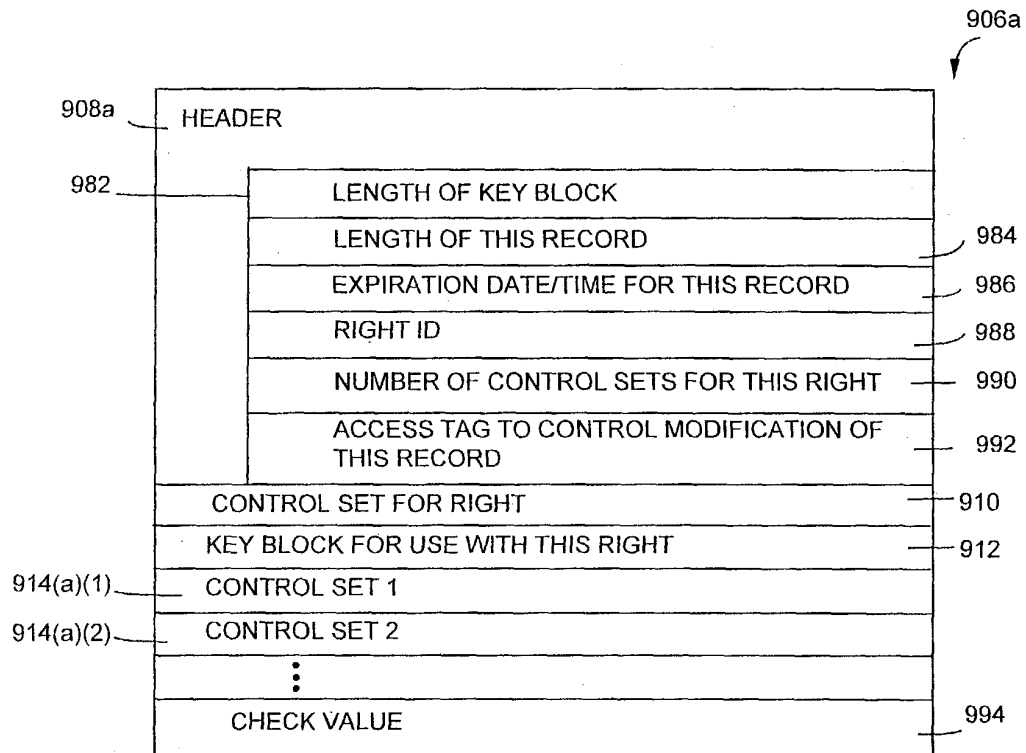 906a
908a HEADER
982 LENGTH OF KEY BLOCK
LENGTH OF THIS RECORD 984
EXPIRATION DATE/TIME FOR THIS RECORD 986
RIGHT ID 988
NUMBER OF CONTROL SETS FOR THIS RIGHT 990
ACCESS TAG TO CONTROL MODIFICATION OF
THIS RECORD 992
CONTROL SET FOR RIGHT 910
KEY BLOCK FOR USE WITH THIS RIGHT 912
914(a)(1) CONTROL SET 1
914(a)(2) CONTROL SET 2
CHECK VALUE 994